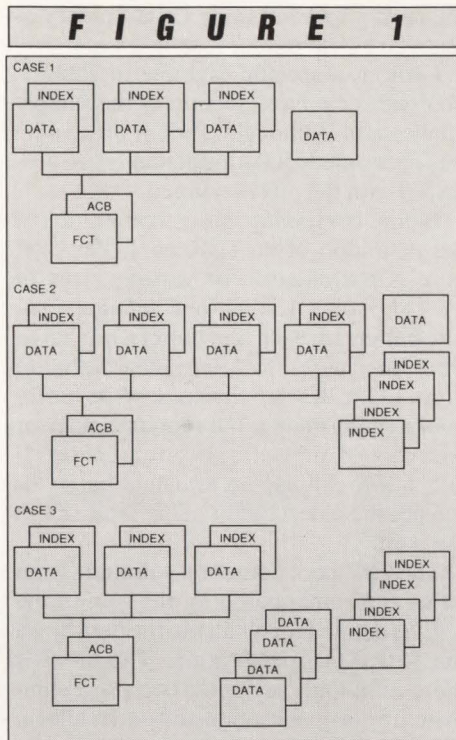 FIGURE 1
CASE 1
INDEX INDEX INDEX
DATA DATA DATA DATA
ACB
FCT
CASE 2
INDEX INDEX INDEX INDEX
DATA
DATA DATA DATA DATA
INDEX
INDEX
INDEX
INDEX
ACB
FCT
CASE 3
INDEX INDEX INDEX
DATA DATA DATA
INDEX
INDEX
INDEX
INDEX
ACB
FCT
DATA
DATA
DATA
DATA